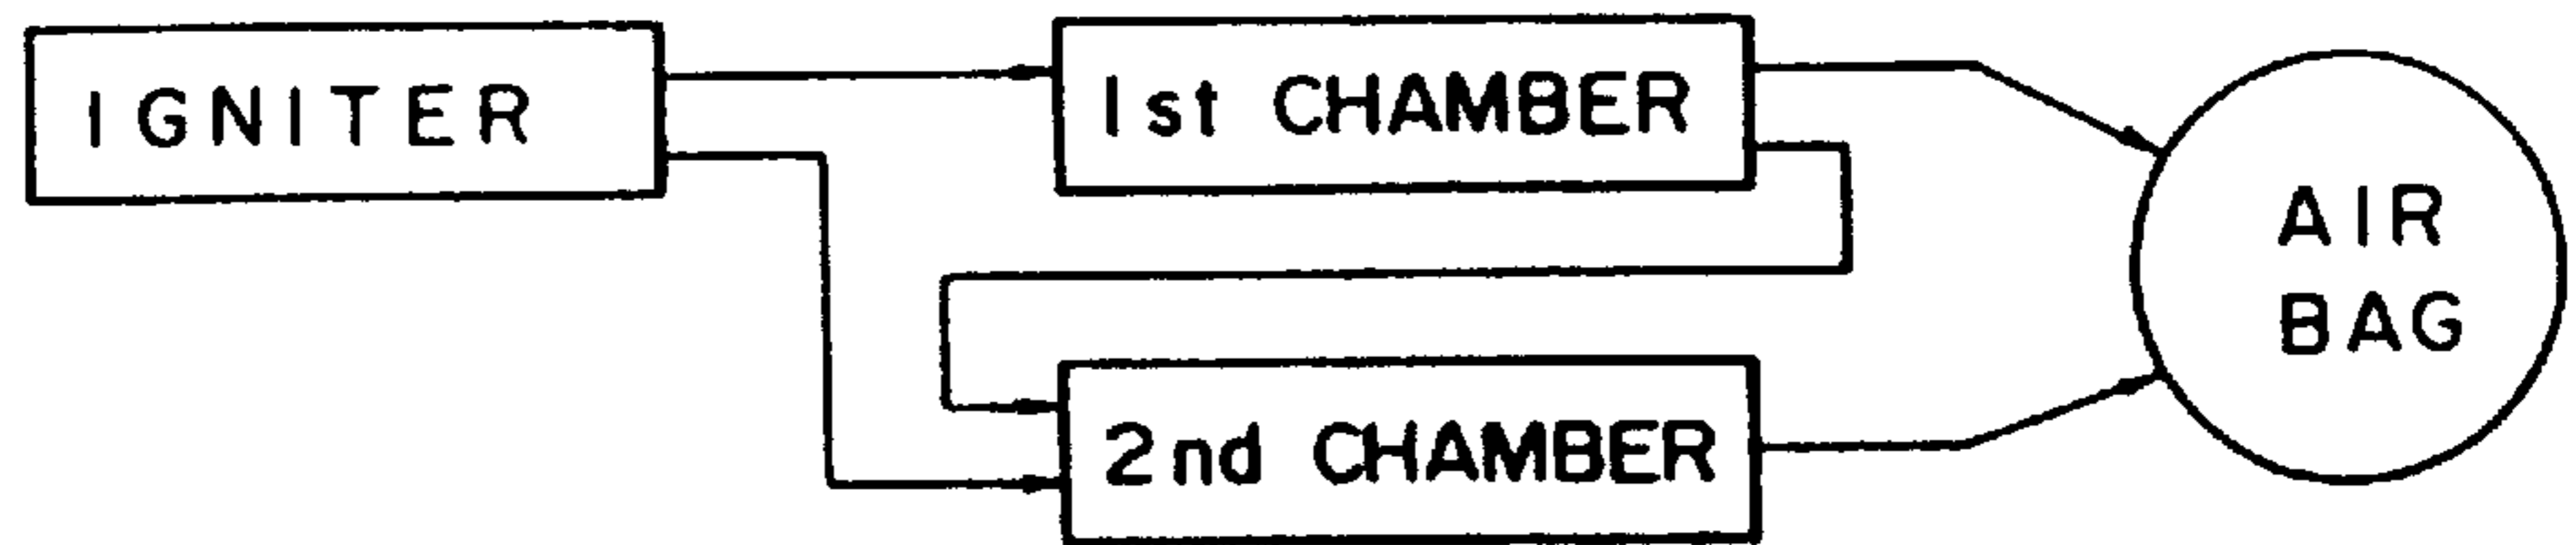 IGNITER
1st CHAMBER
AIR
BAG
2nd CHAMBER